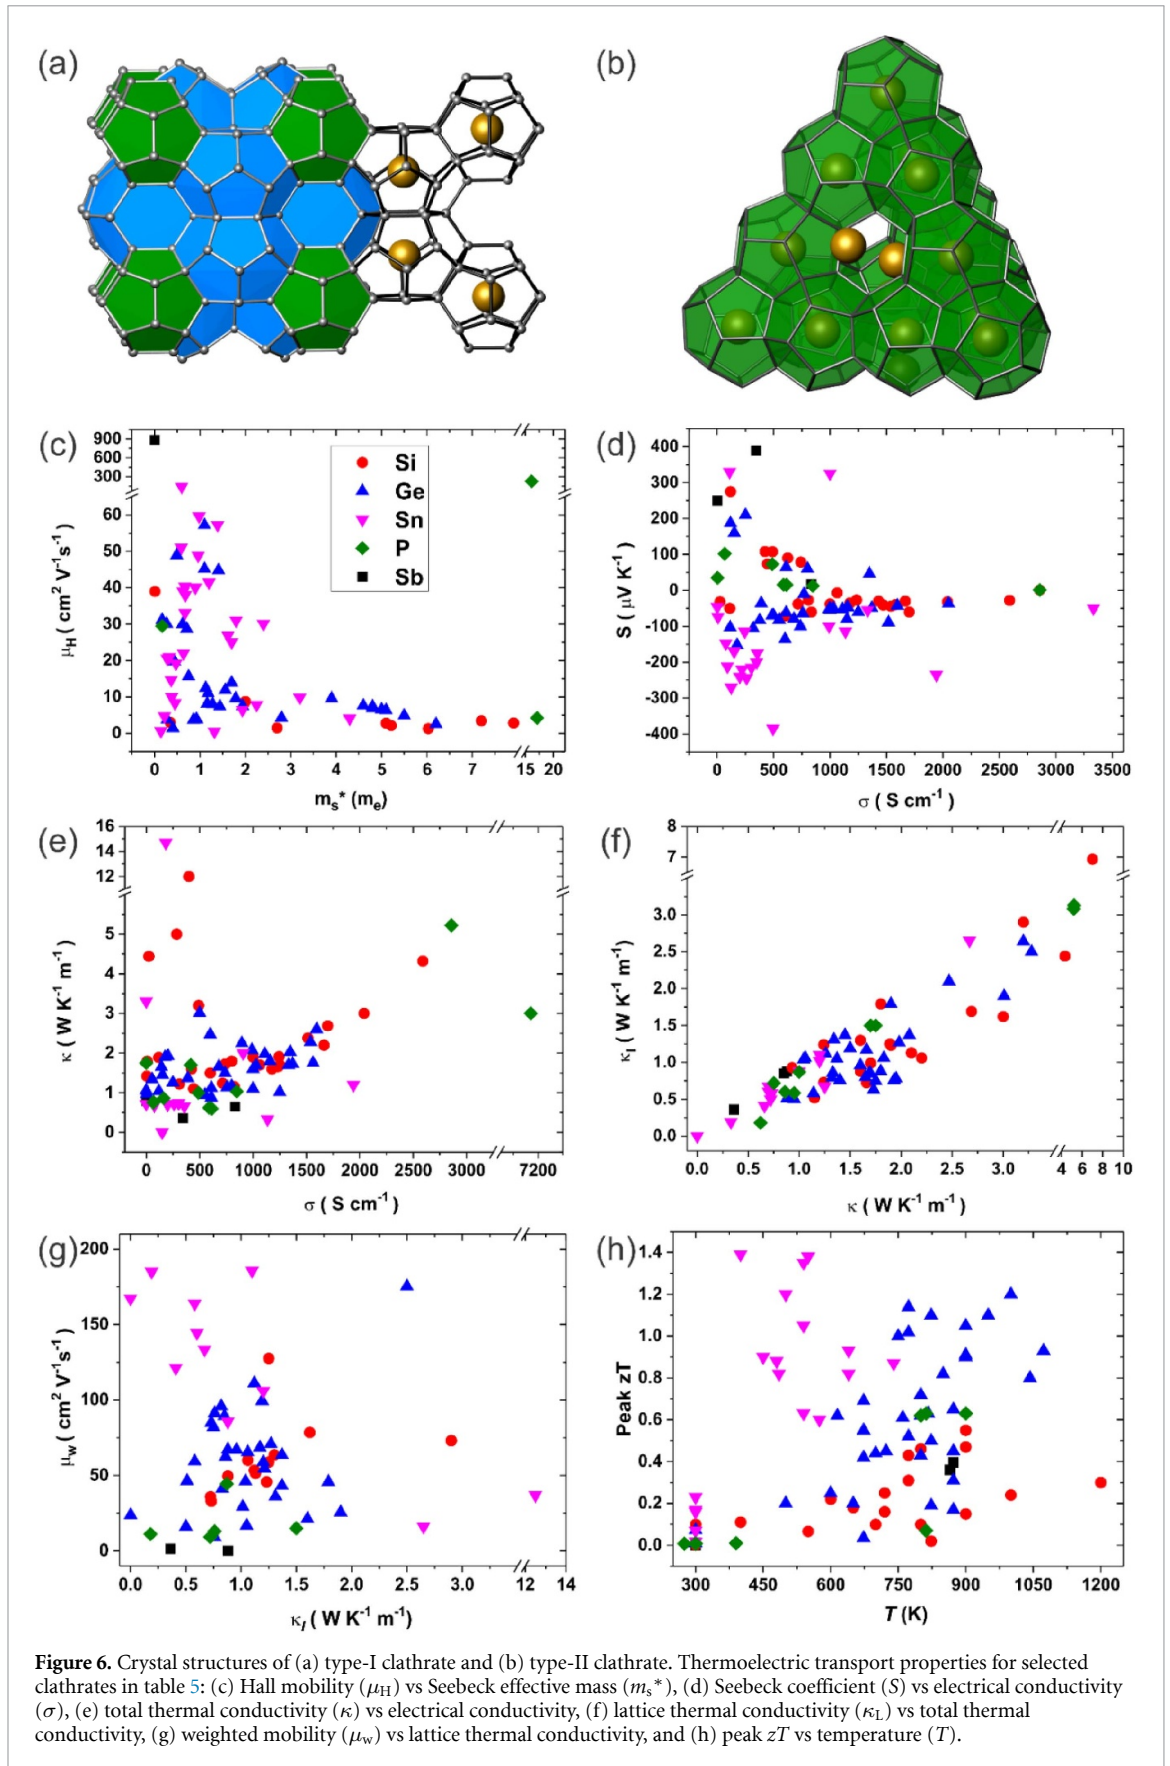 (a)
(b)
(c)
900
600
300
60
50
40
30
20
10
0
μH ( cm² V⁻¹s⁻¹)
Si
Ge
Sn
P
Sb
0 1 2 3 4 5 6 7 15 20
ms* (me)
(d)
400
300
200
100
0
-100
-200
-300
-400
S ( μV K⁻¹)
0 500 1000 1500 2000 2500 3000 3500
σ ( S cm⁻¹)
(e)
16
14
12
5
4
3
2
1
0
κ ( W K⁻¹ m⁻¹)
0 500 1000 1500 2000 2500 3000 7200
σ ( S cm⁻¹)
(f)
8
7
3.0
2.5
2.0
1.5
1.0
0.5
0.0
κl ( W K⁻¹ m⁻¹)
0.0 0.5 1.0 1.5 2.0 2.5 3.0 4 6 8 10
κ ( W K⁻¹ m⁻¹)
(g)
200
150
100
50
0
μw ( cm² V⁻¹s⁻¹)
0.0 0.5 1.0 1.5 2.0 2.5 3.0 12 14
κl ( W K⁻¹ m⁻¹)
(h)
1.4
1.2
1.0
0.8
0.6
0.4
0.2
0.0
Peak zT
300 450 600 750 900 1050 1200
T (K)
Figure 6. Crystal structures of (a) type-I clathrate and (b) type-II clathrate. Thermoelectric transport properties for selected
clathrates in table 5: (c) Hall mobility (μH) vs Seebeck effective mass (ms*), (d) Seebeck coefficient (S) vs electrical conductivity
(σ), (e) total thermal conductivity (κ) vs electrical conductivity, (f) lattice thermal conductivity (κL) vs total thermal
conductivity, (g) weighted mobility (μw) vs lattice thermal conductivity, and (h) peak zT vs temperature (T).